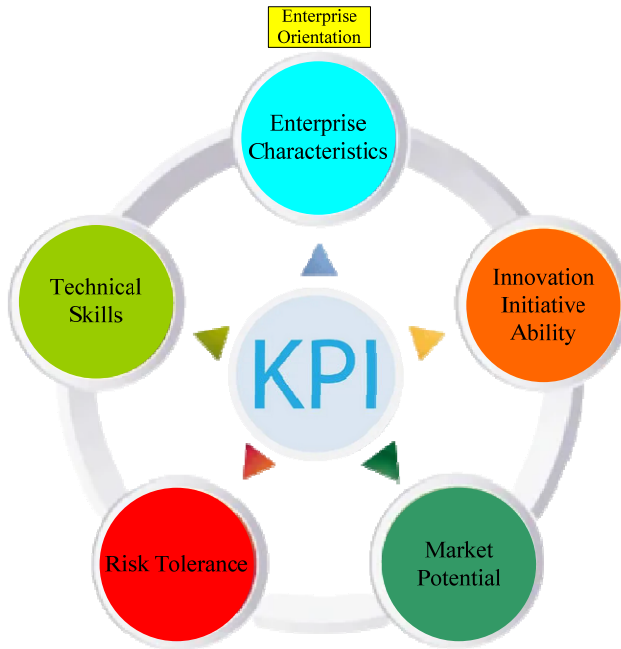 Enterprise
Orientation
Enterprise
Characteristics
Technical
Skills
Innovation
Initiative
Ability
KPI
Risk Tolerance
Market
Potential